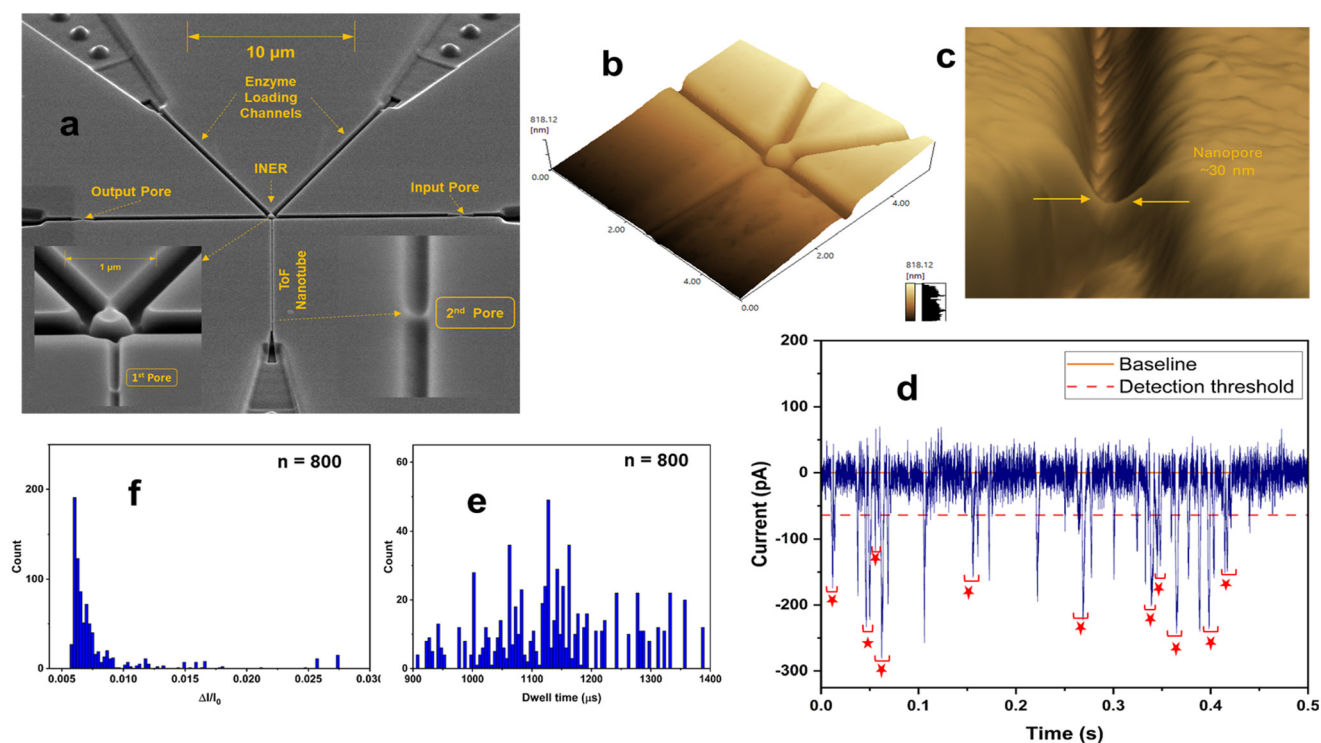 a
10 µm
Enzyme
Loading
Channels
INER
Output Pore
Input Pore
1 µm
1st Pore
ToF
Nanotube
2nd Pore
b
818.12
[nm]
0.00
2.00
4.00
4.00
2.00
0.00
818.12
[nm]
0.00
c
Nanopore
~30 nm
d
Baseline
Detection threshold
Current (pA)
200
100
0
-100
-200
-300
0.0
0.1
0.2
0.3
0.4
0.5
Time (s)
f
n = 800
Count
200
100
0
0.005
0.010
0.015
0.020
0.025
0.030
ΔI/I0
e
n = 800
Count
60
40
20
0
900
1000
1100
1200
1300
1400
Dwell time (µs)